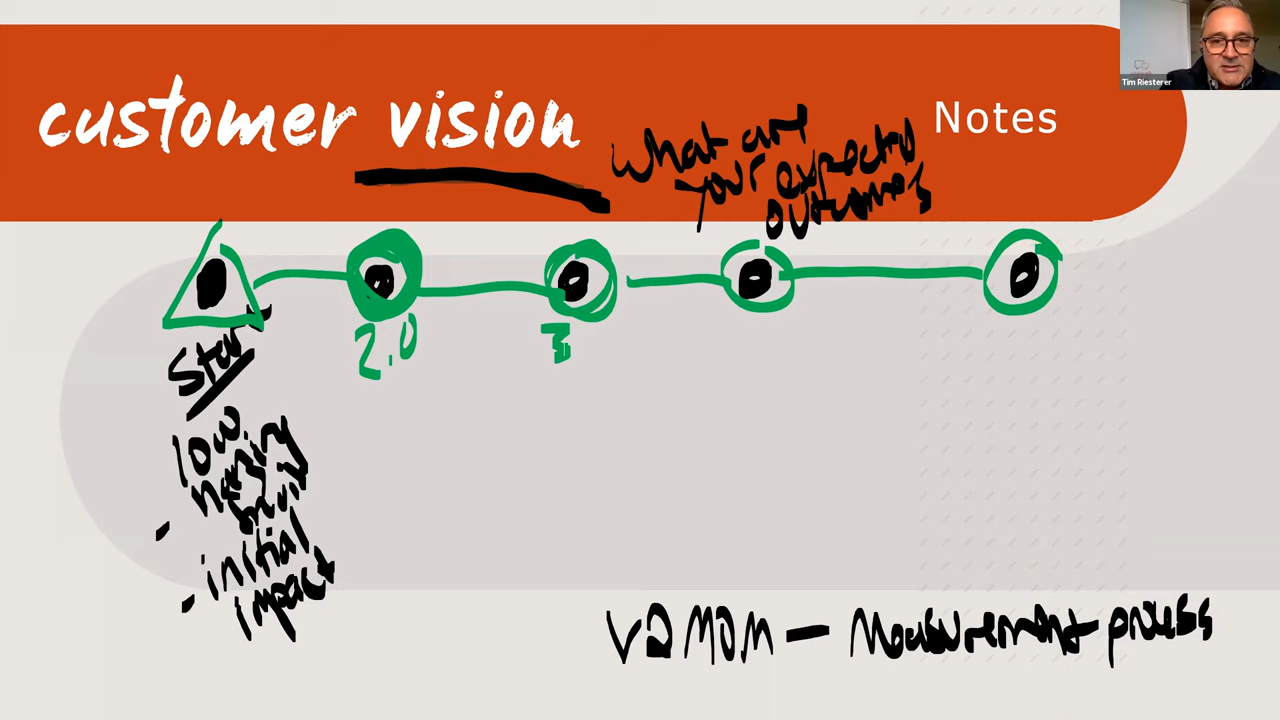 Tim Riesterer
customer vision
Notes
What are
your expected
outcomes
2.0
3
Start
low
hanging
fruit
- initial
- impact
V2MOM — Measurement process